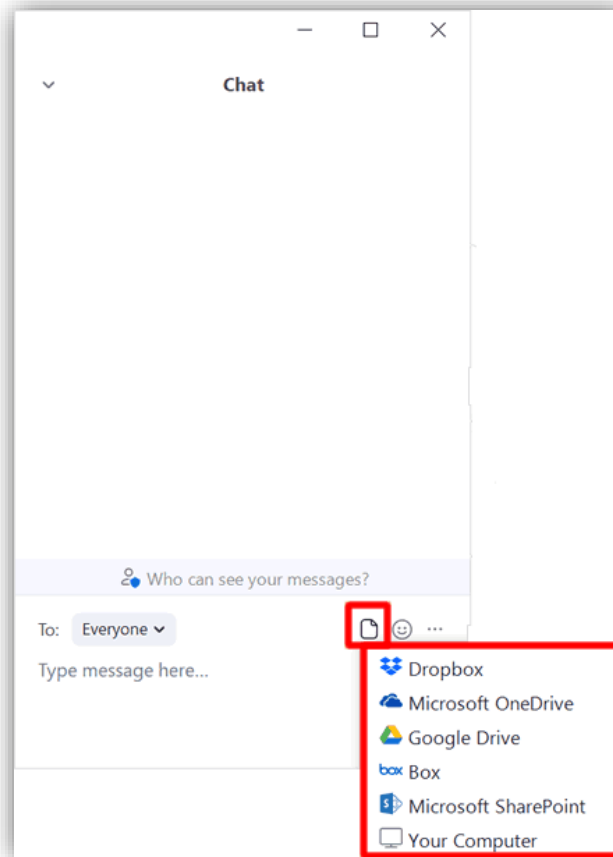 Chat
Who can see your messages?
To: Everyone
Type message here...
Dropbox
Microsoft OneDrive
Google Drive
box Box
Microsoft SharePoint
Your Computer